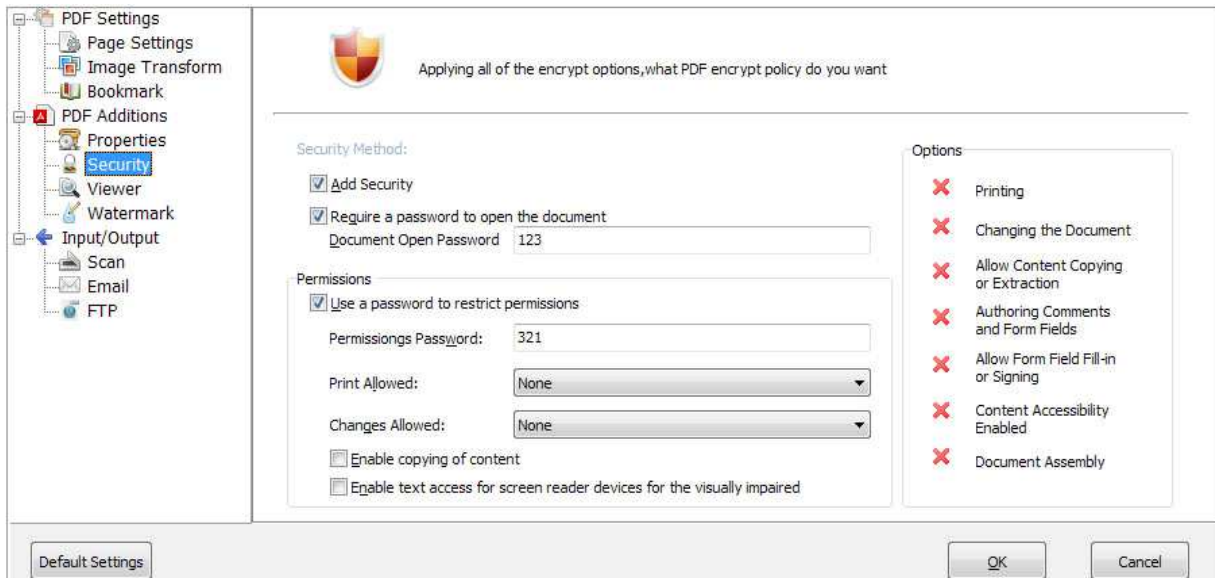 PDF Settings
Page Settings
Image Transform
Bookmark
PDF Additions
Properties
Security
Viewer
Watermark
Input/Output
Scan
Email
FTP
Applying all of the encrypt options,what PDF encrypt policy do you want
Security Method:
Add Security
Require a password to open the document
Document Open Password 123
Permissions
Use a password to restrict permissions
Permissiongs Password: 321
Print Allowed: None
Changes Allowed: None
Enable copying of content
Enable text access for screen reader devices for the visually impaired
Options
Printing
Changing the Document
Allow Content Copying
or Extraction
Authoring Comments
and Form Fields
Allow Form Field Fill-in
or Signing
Content Accessibility
Enabled
Document Assembly
Default Settings
OK
Cancel